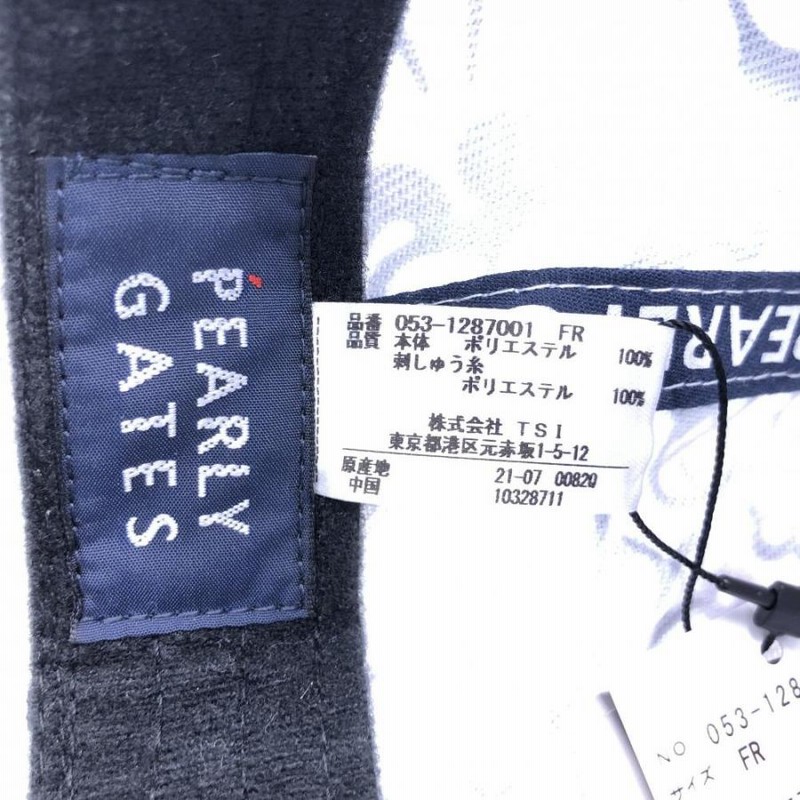 PEARLY
GATES
品番 053-1287001 FR
品質 本体 ポリエステル 100%
刺しゅう糸
ポリエステル 100%
株式会社 TSI
東京都港区元赤坂1-5-12
原産地 21-07 00820
中国 10328711
PEARLY
NO 053-128
サイズ FR